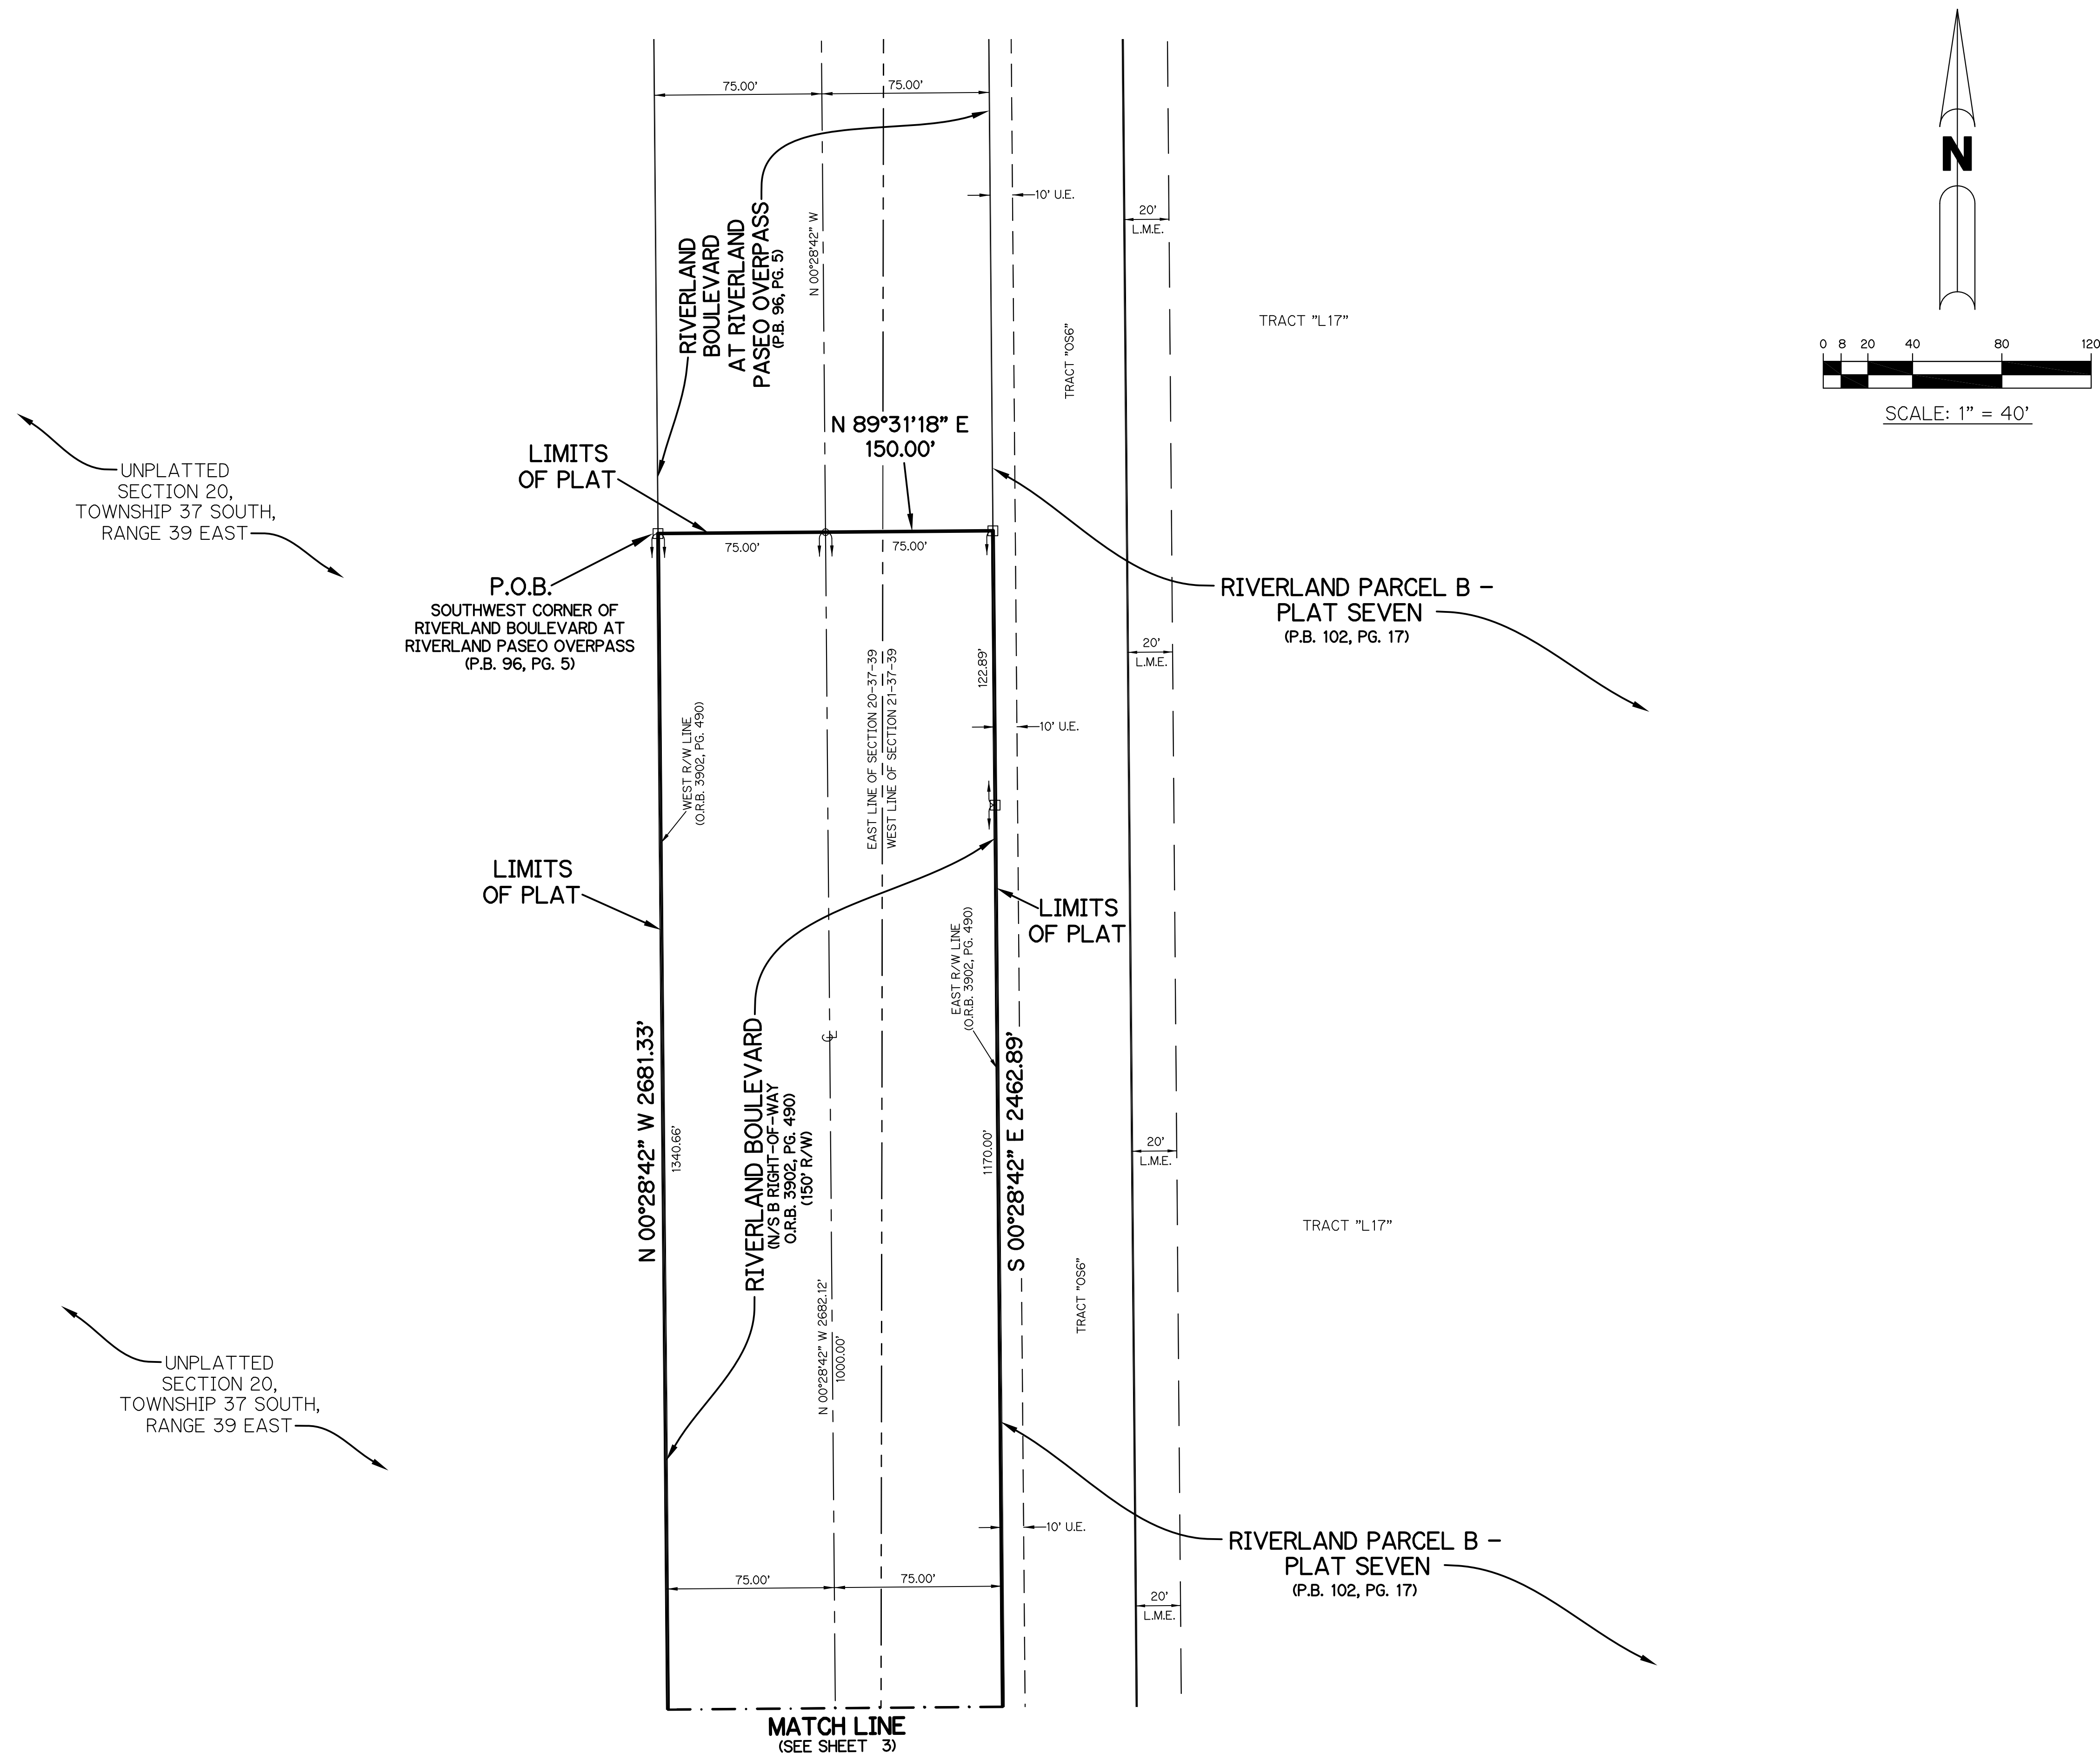 75.00'
75.00'
N
10' U.E.
20'
L.M.E.
RIVERLAND
BOULEVARD
AT RIVERLAND
PASEO OVERPASS
(P.B. 96, PG. 5)
N 00°28'42" W
TRACT "OS6"
TRACT "L17"
0 8 20 40 80 120
SCALE: 1" = 40'
N 89°31'18" E
150.00'
LIMITS
OF PLAT
UNPLATTED
SECTION 20,
TOWNSHIP 37 SOUTH,
RANGE 39 EAST
75.00'
75.00'
P.O.B.
SOUTHWEST CORNER OF
RIVERLAND BOULEVARD AT
RIVERLAND PASEO OVERPASS
(P.B. 96, PG. 5)
RIVERLAND PARCEL B -
PLAT SEVEN
(P.B. 102, PG. 17)
20'
L.M.E.
EAST LINE OF SECTION 20-37-39
WEST LINE OF SECTION 21-37-39
122.89'
10' U.E.
WEST R/W LINE
(O.R.B. 3902, PG. 490)
LIMITS
OF PLAT
LIMITS
OF PLAT
EAST R/W LINE
(O.R.B. 3902, PG. 490)
CL
N 00°28'42" W 2681.33'
1340.66'
RIVERLAND BOULEVARD
(N/S B RIGHT-OF-WAY
O.R.B. 3902, PG. 490)
(150' R/W)
1170.00'
S 00°28'42" E 2462.89'
20'
L.M.E.
TRACT "L17"
TRACT "OS6"
N 00°28'42" W 2682.12'
1000.00'
UNPLATTED
SECTION 20,
TOWNSHIP 37 SOUTH,
RANGE 39 EAST
10' U.E.
RIVERLAND PARCEL B -
PLAT SEVEN
(P.B. 102, PG. 17)
75.00'
75.00'
20'
L.M.E.
MATCH LINE
(SEE SHEET 3)